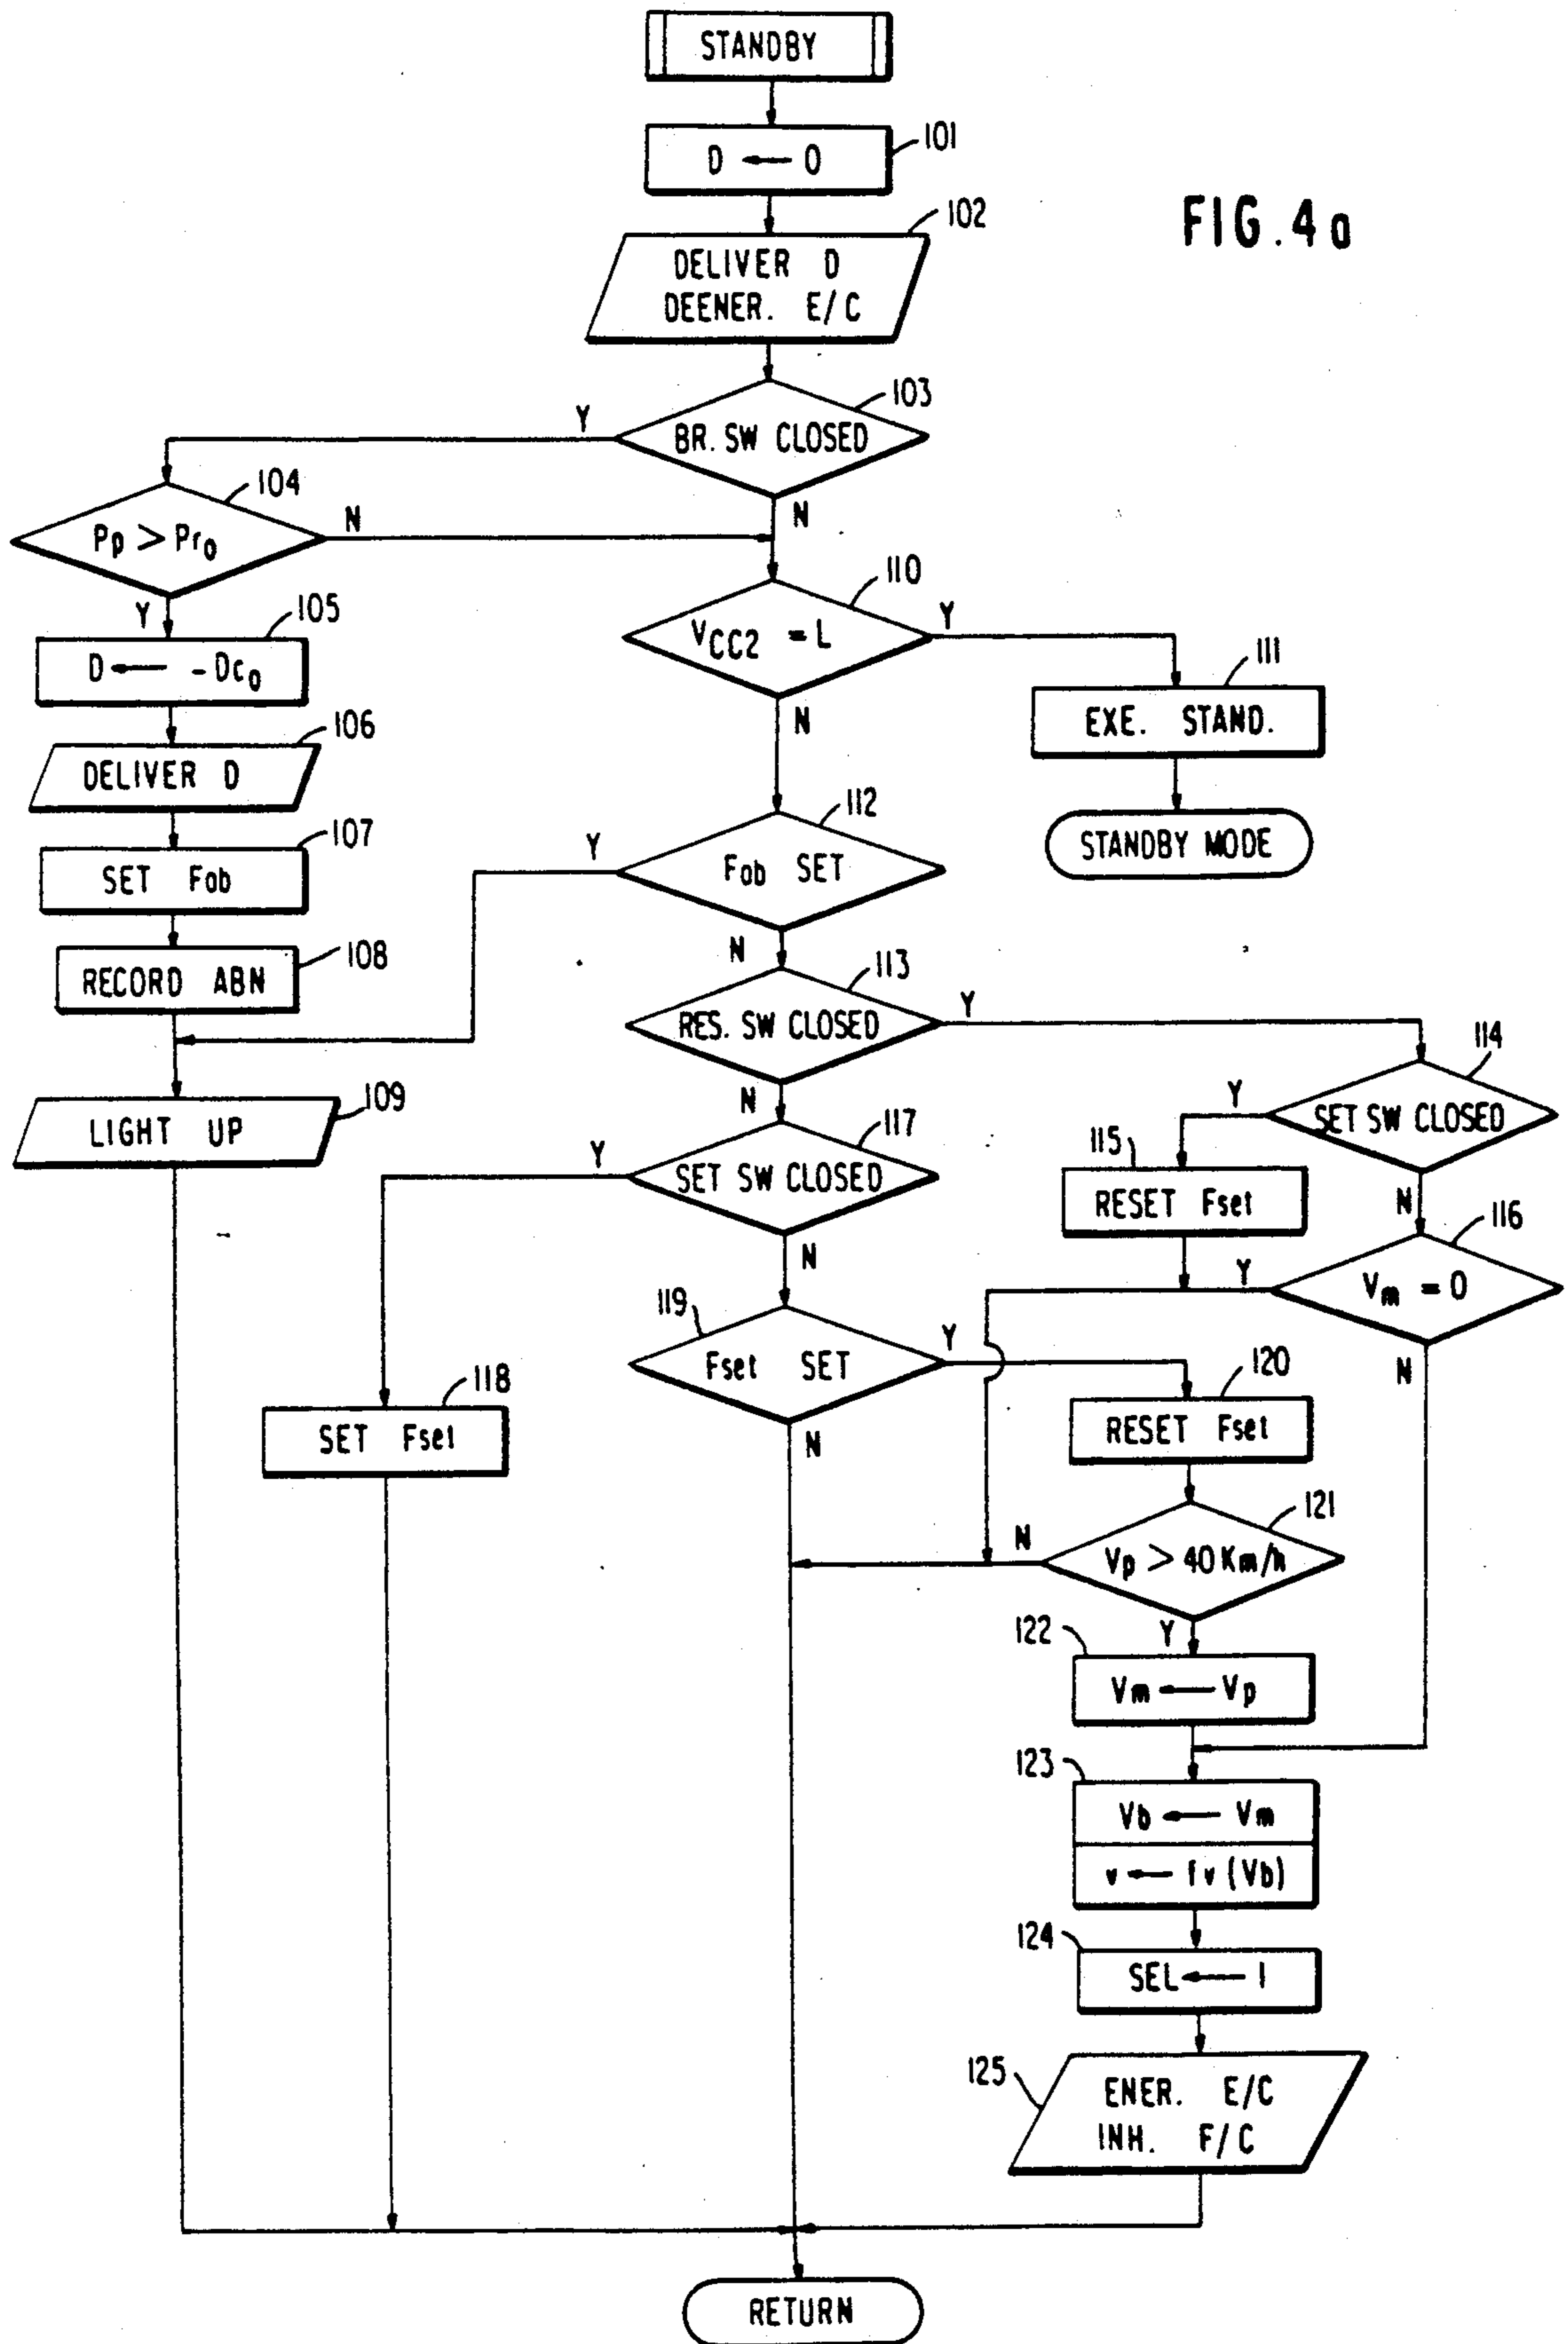 STANDBY
D ← 0
101
FIG. 4a
102
DELIVER D
DEENER. E/C
103
BR. SW CLOSED
Y
N
104
Pp > Pr0
N
Y
105
D ← -Dc0
106
DELIVER D
107
SET Fab
108
RECORD ABN
109
LIGHT UP
110
VCC2 = L
Y
N
111
EXE. STAND.
STANDBY MODE
112
Fab SET
Y
N
113
RES. SW CLOSED
Y
N
114
SET SW CLOSED
Y
N
115
RESET Fset
116
Vm = 0
Y
N
117
SET SW CLOSED
Y
N
118
SET Fset
119
Fset SET
Y
N
120
RESET Fset
121
Vp > 40 Km/h
N
Y
122
Vm ← Vp
123
Vb ← Vm
v ← fv (Vb)
124
SEL ← 1
125
ENER. E/C
INH. F/C
RETURN